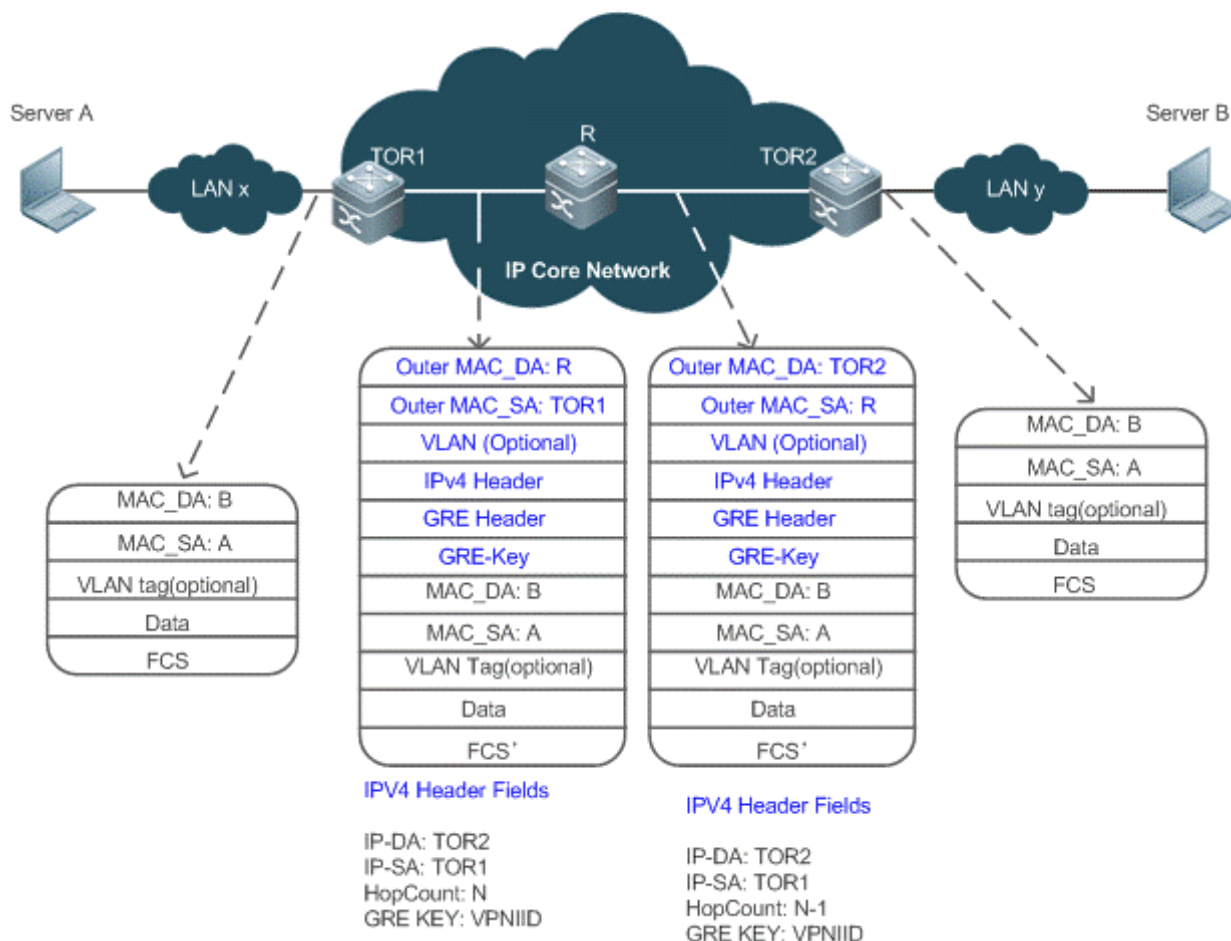 Server A
Server B
R
TOR1
TOR2
LAN x
LAN y
IP Core Network
MAC_DA: B
MAC_SA: A
VLAN tag(optional)
Data
FCS
Outer MAC_DA: R
Outer MAC_SA: TOR1
VLAN (Optional)
IPv4 Header
GRE Header
GRE-Key
MAC_DA: B
MAC_SA: A
VLAN Tag(optional)
Data
FCS'
IPV4 Header Fields
IP-DA: TOR2
IP-SA: TOR1
HopCount: N
GRE KEY: VPNIID
Outer MAC_DA: TOR2
Outer MAC_SA: R
VLAN (Optional)
IPv4 Header
GRE Header
GRE-Key
MAC_DA: B
MAC_SA: A
VLAN Tag(optional)
Data
FCS'
IPV4 Header Fields
IP-DA: TOR2
IP-SA: TOR1
HopCount: N-1
GRE KEY: VPNIID
MAC_DA: B
MAC_SA: A
VLAN tag(optional)
Data
FCS